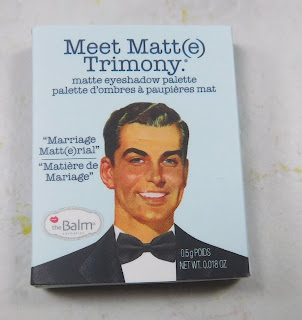 Meet Matt(e)
Trimony.®
matte eyeshadow palette
palette d'ombres à paupières mat
"Marriage
Matt(e)rial"
"Matière de
Mariage"
theBalm®
0.5g POIDS
NET WT. 0.018 OZ